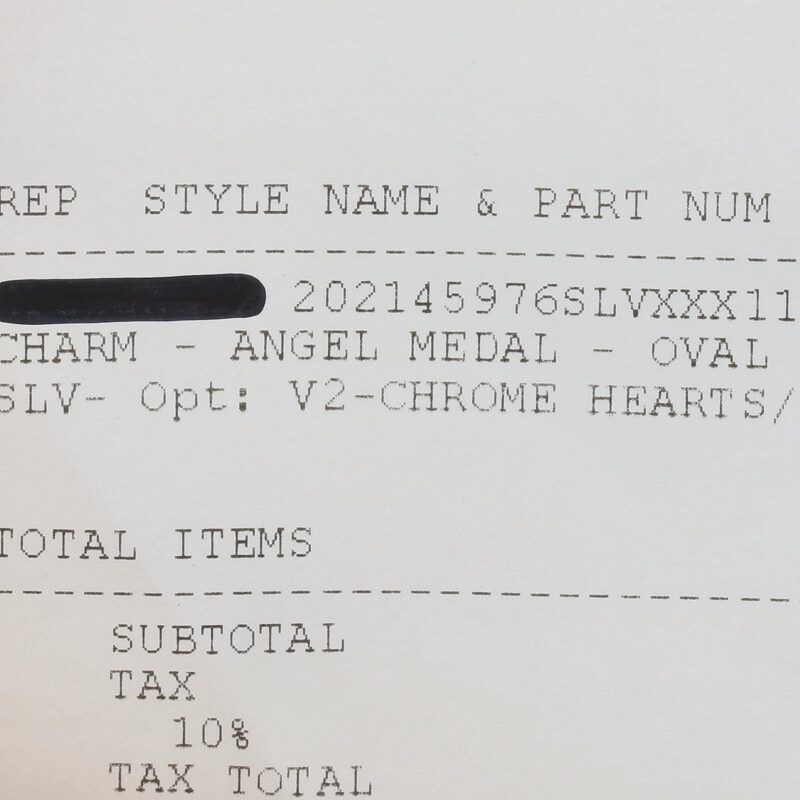 REP STYLE NAME & PART NUM
202145976SLVXXX11
CHARM - ANGEL MEDAL - OVAL
SLV- Opt: V2-CHROME HEARTS/
TOTAL ITEMS
SUBTOTAL
TAX
10%
TAX TOTAL